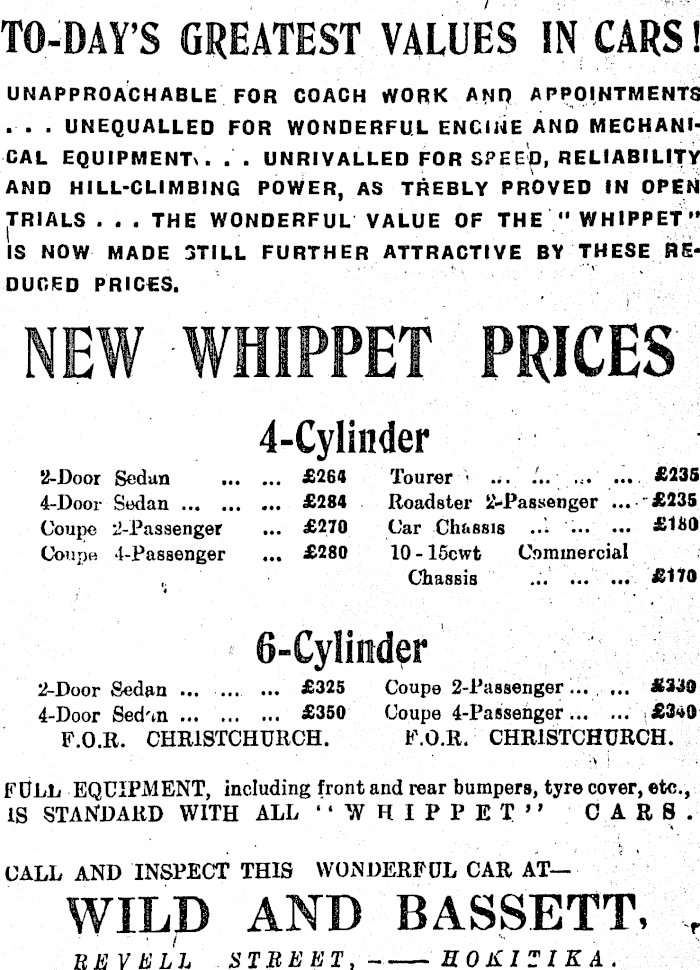 TO-DAY'S GREATEST VALUES IN CARS!
UNAPPROACHABLE FOR COACH WORK AND APPOINTMENTS
. . . UNEQUALLED FOR WONDERFUL ENGINE AND MECHANI-
CAL EQUIPMENT. . . . UNRIVALLED FOR SPEED, RELIABILITY
AND HILL-CLIMBING POWER, AS TREBLY PROVED IN OPEN
TRIALS . . . THE WONDERFUL VALUE OF THE "WHIPPET"
IS NOW MADE STILL FURTHER ATTRACTIVE BY THESE RE-
DUCED PRICES.
NEW WHIPPET PRICES
4-Cylinder
2-Door Sedan ... ... £264
4-Door Sedan ... ... ... £284
Coupe 2-Passenger ... £270
Coupe 4-Passenger ... £280
Tourer ... ... ... ... £235
Roadster 2-Passenger ... £235
Car Chassis ... ... ... £180
10-15cwt Commercial
Chassis ... ... ... £170
6-Cylinder
2-Door Sedan ... ... ... £325
4-Door Sedan ... ... ... £350
F.O.R. CHRISTCHURCH.
Coupe 2-Passenger ... ... £330
Coupe 4-Passenger ... ... £340
F.O.R. CHRISTCHURCH.
FULL EQUIPMENT, including front and rear bumpers, tyre cover, etc.,
IS STANDARD WITH ALL "WHIPPET" CARS.
CALL AND INSPECT THIS WONDERFUL CAR AT—
WILD AND BASSETT,
REVELL STREET, —— HOKITIKA.